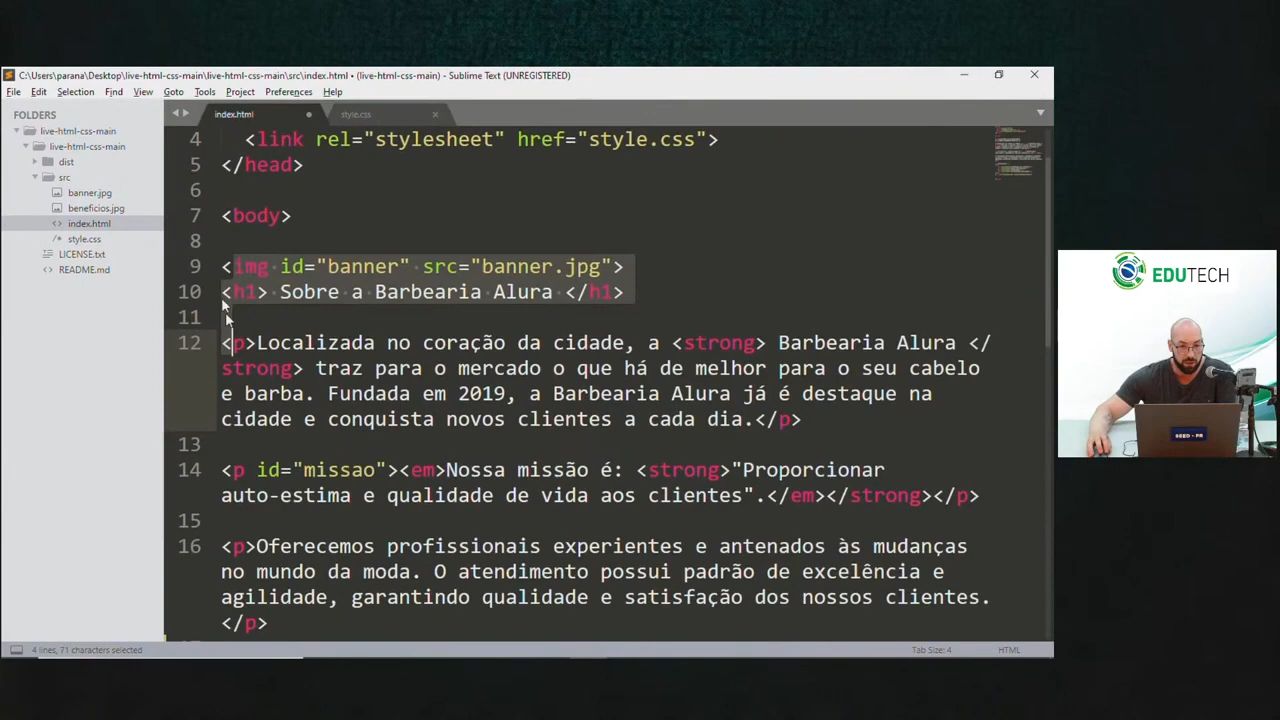 C:\Users\parana\Desktop\live-html-css-main\live-html-css-main\src\index.html • (live-html-css-main) - Sublime Text (UNREGISTERED)
File Edit Selection Find View Goto Tools Project Preferences Help
FOLDERS
live-html-css-main
live-html-css-main
dist
src
banner.jpg
beneficios.jpg
index.html
style.css
LICENSE.txt
README.md
index.html style.css
4 <link rel="stylesheet" href="style.css">
5 </head>
6
7 <body>
8
9 <img id="banner" src="banner.jpg">
10 <h1> Sobre a Barbearia Alura </h1>
11
12 <p>Localizada no coração da cidade, a <strong> Barbearia Alura </
strong> traz para o mercado o que há de melhor para o seu cabelo
e barba. Fundada em 2019, a Barbearia Alura já é destaque na
cidade e conquista novos clientes a cada dia.</p>
13
14 <p id="missao"><em>Nossa missão é: <strong>"Proporcionar
auto-estima e qualidade de vida aos clientes".</em></strong></p>
15
16 <p>Oferecemos profissionais experientes e antenados às mudanças
no mundo da moda. O atendimento possui padrão de excelência e
agilidade, garantindo qualidade e satisfação dos nossos clientes.
</p>
4 lines, 71 characters selected
Tab Size: 4
HTML
EDUTECH
SEED - PR